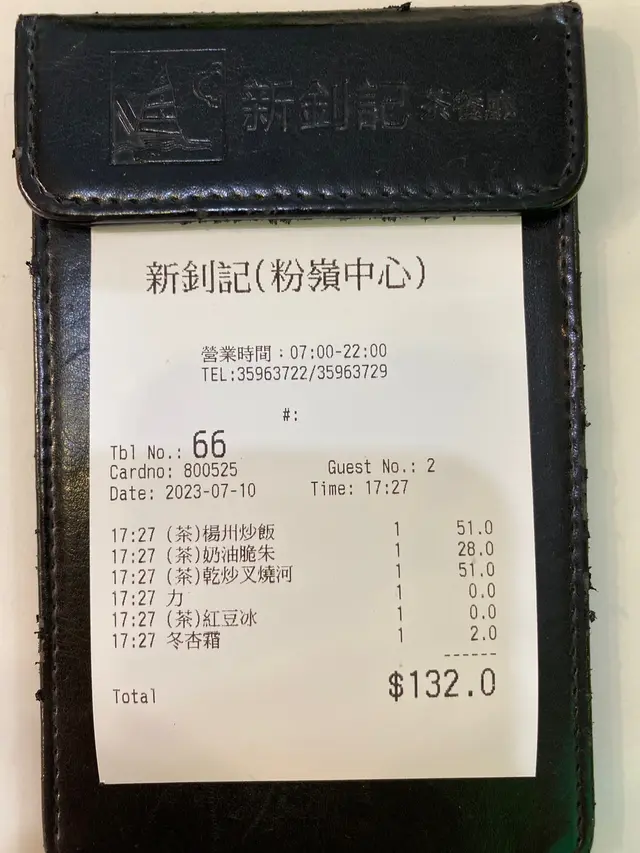 新釗記 茶餐廳
新釗記(粉嶺中心)
營業時間：07:00-22:00
TEL:35963722/35963729
#:
Tbl No.: 66
Cardno: 800525 Guest No.: 2
Date: 2023-07-10 Time: 17:27
17:27 (茶)楊州炒飯 1 51.0
17:27 (茶)奶油脆朱 1 28.0
17:27 (茶)乾炒叉燒河 1 51.0
17:27 力 1 0.0
17:27 (茶)紅豆冰 1 0.0
17:27 冬杏霜 1 2.0
------
Total $132.0